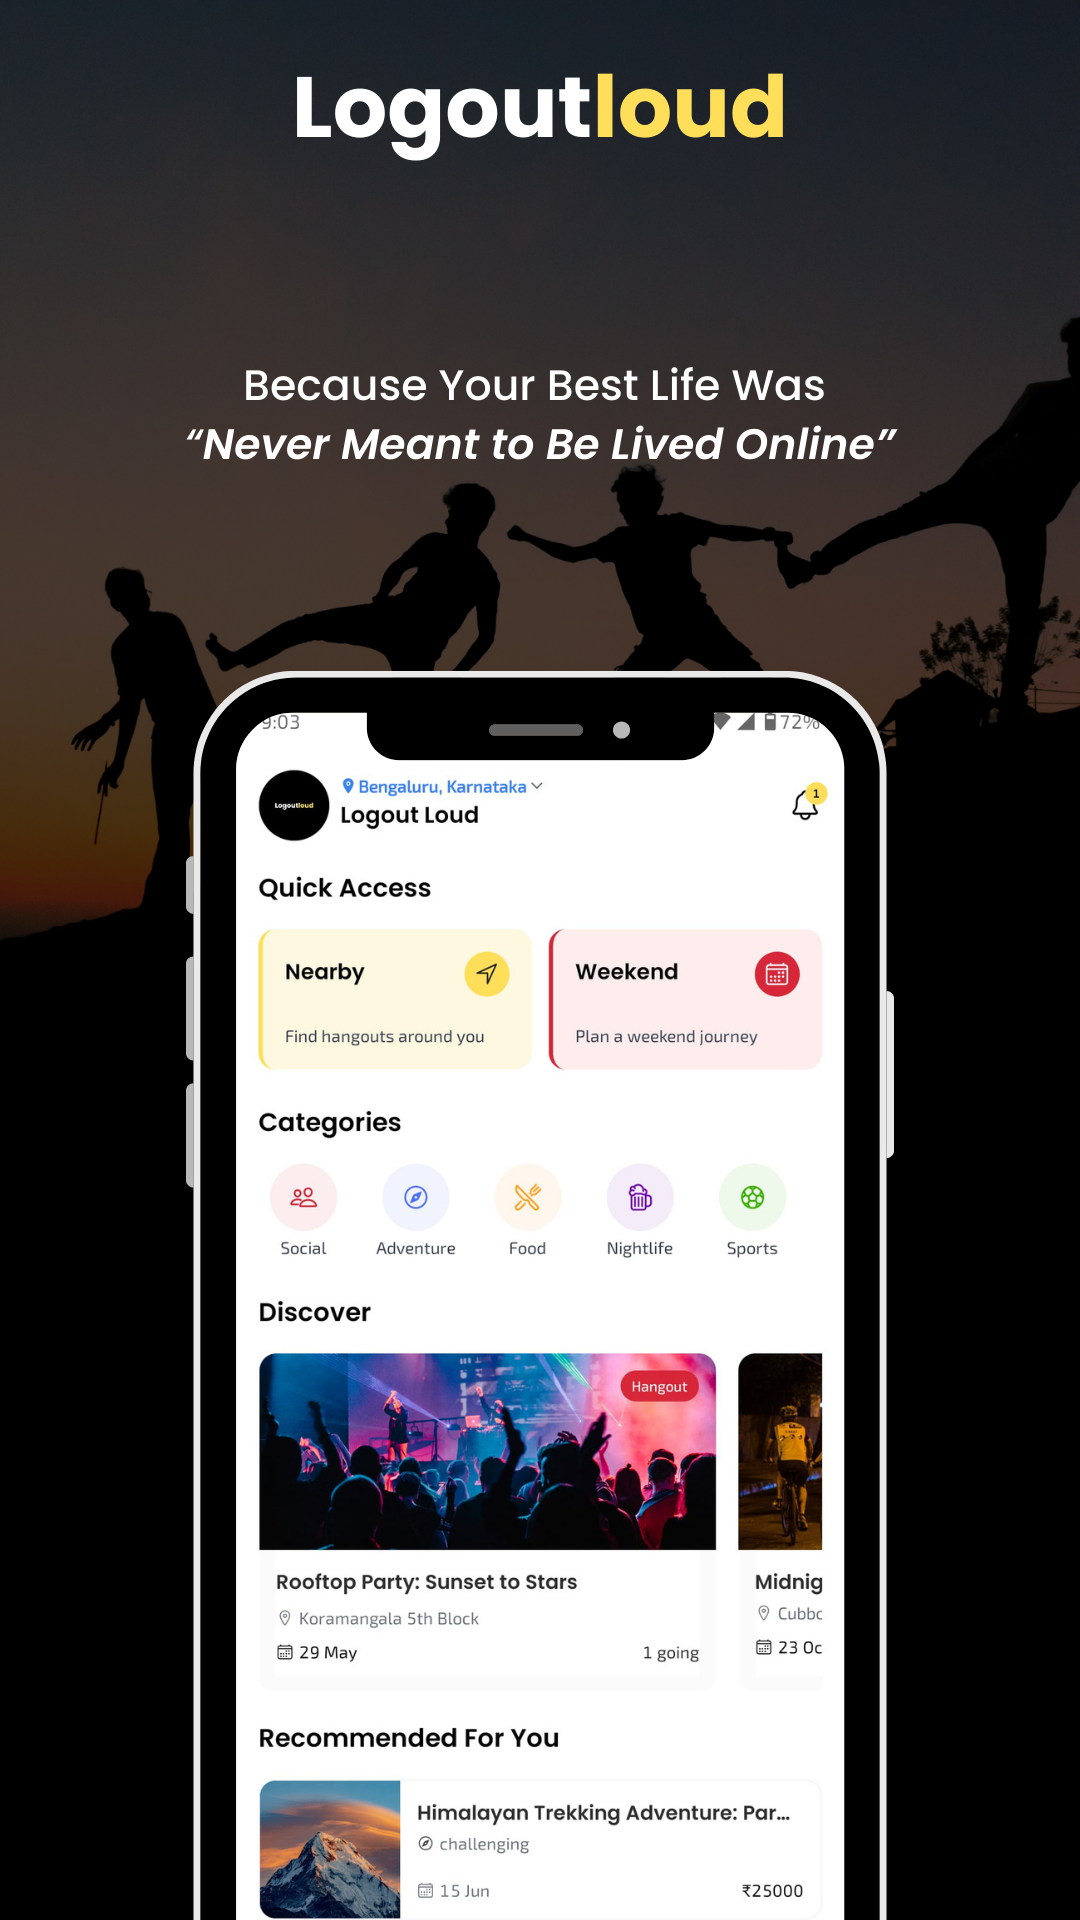 Logoutloud
Because Your Best Life Was
“Never Meant to Be Lived Online”
9:03
72%
Logoutloud
Bengaluru, Karnataka
Logout Loud
1
Quick Access
Nearby
Find hangouts around you
Weekend
Plan a weekend journey
Categories
Social
Adventure
Food
Nightlife
Sports
Discover
Hangout
Rooftop Party: Sunset to Stars
Koramangala 5th Block
29 May
1 going
Midnig
Cubbo
23 Oc
Recommended For You
Himalayan Trekking Adventure: Par...
challenging
15 Jun
₹25000